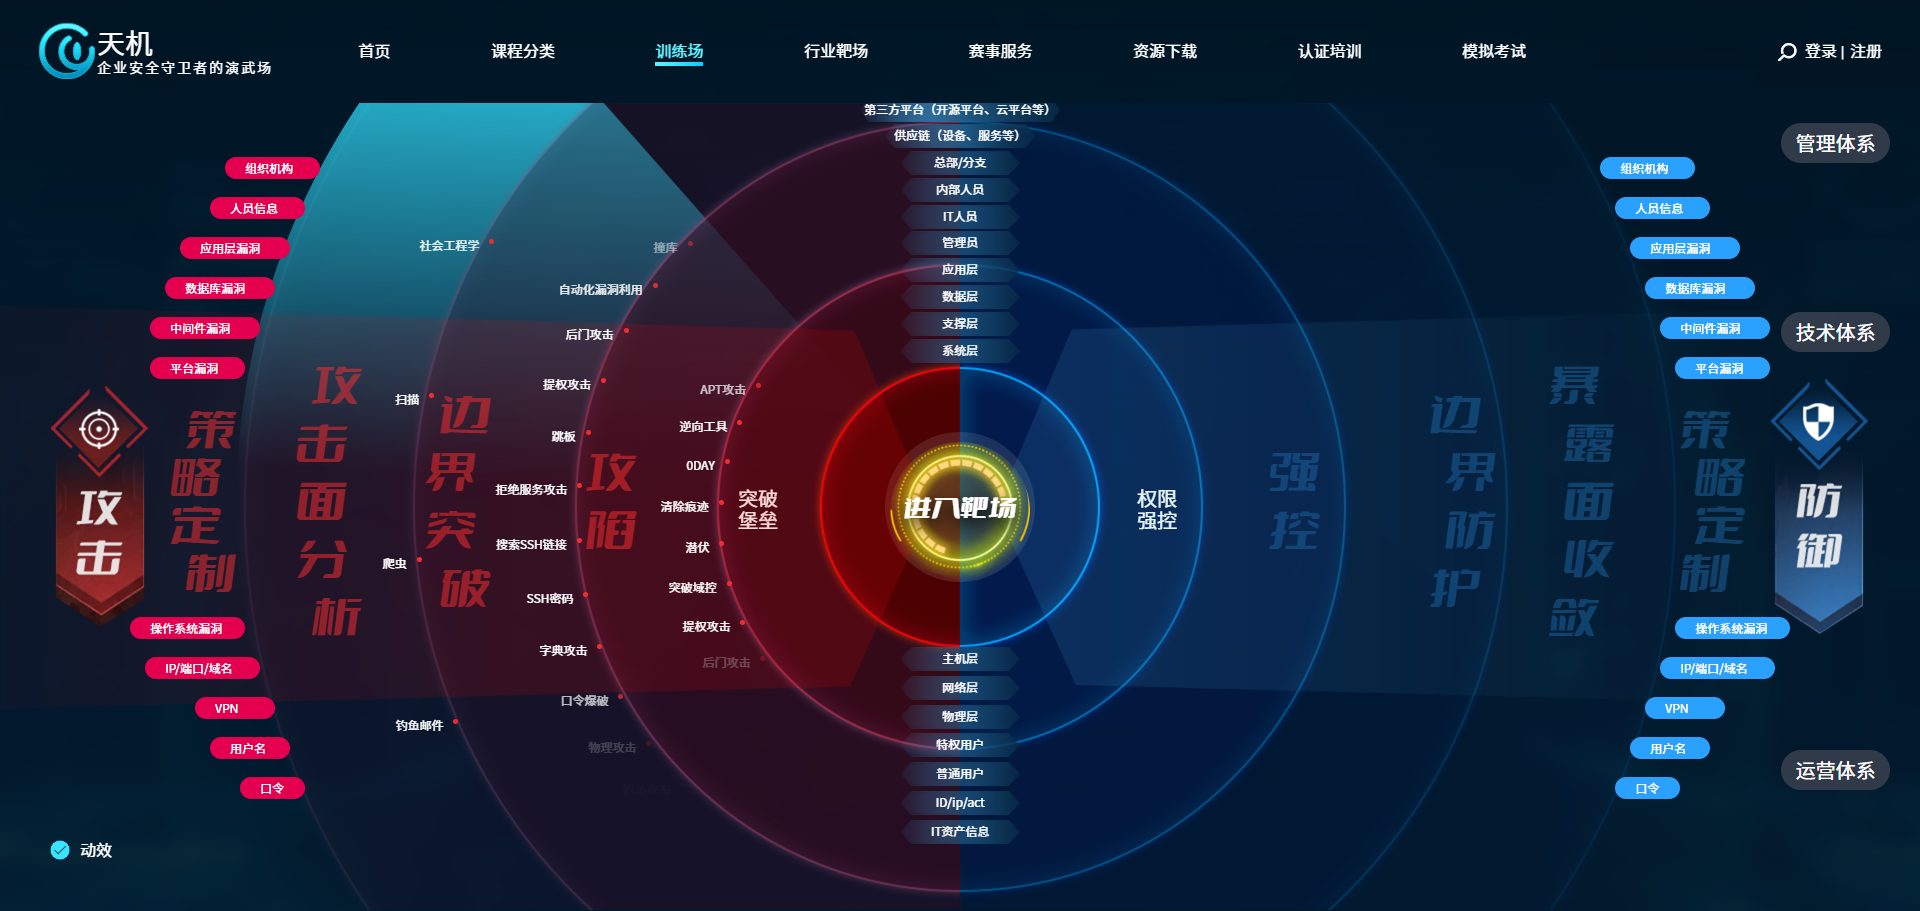 天机
企业安全守卫者的演武场
首页
课程分类
训练场
行业靶场
赛事服务
资源下载
认证培训
模拟考试
登录 | 注册
第三方平台（开源平台、云平台等）
供应链（设备、服务等）
总部/分支
内部人员
IT人员
管理员
应用层
数据层
支撑层
系统层
主机层
网络层
物理层
特权用户
普通用户
ID/ip/act
IT资产信息
组织机构
人员信息
应用层漏洞
数据库漏洞
中间件漏洞
平台漏洞
攻击
操作系统漏洞
IP/端口/域名
VPN
用户名
口令
策略定制
攻击面分析
边界突破
攻陷
突破
堡垒
社会工程学
撞库
自动化漏洞利用
后门攻击
提权攻击
扫描
跳板
拒绝服务攻击
搜索SSH链接
爬虫
SSH密码
字典攻击
口令爆破
钓鱼邮件
物理攻击
APT攻击
逆向工具
0DAY
清除痕迹
潜伏
突破域控
提权攻击
后门攻击
进入靶场
权限
强控
强控
边界防护
暴露面收敛
策略定制
组织机构
人员信息
应用层漏洞
数据库漏洞
中间件漏洞
平台漏洞
防御
操作系统漏洞
IP/端口/域名
VPN
用户名
口令
管理体系
技术体系
运营体系
动效